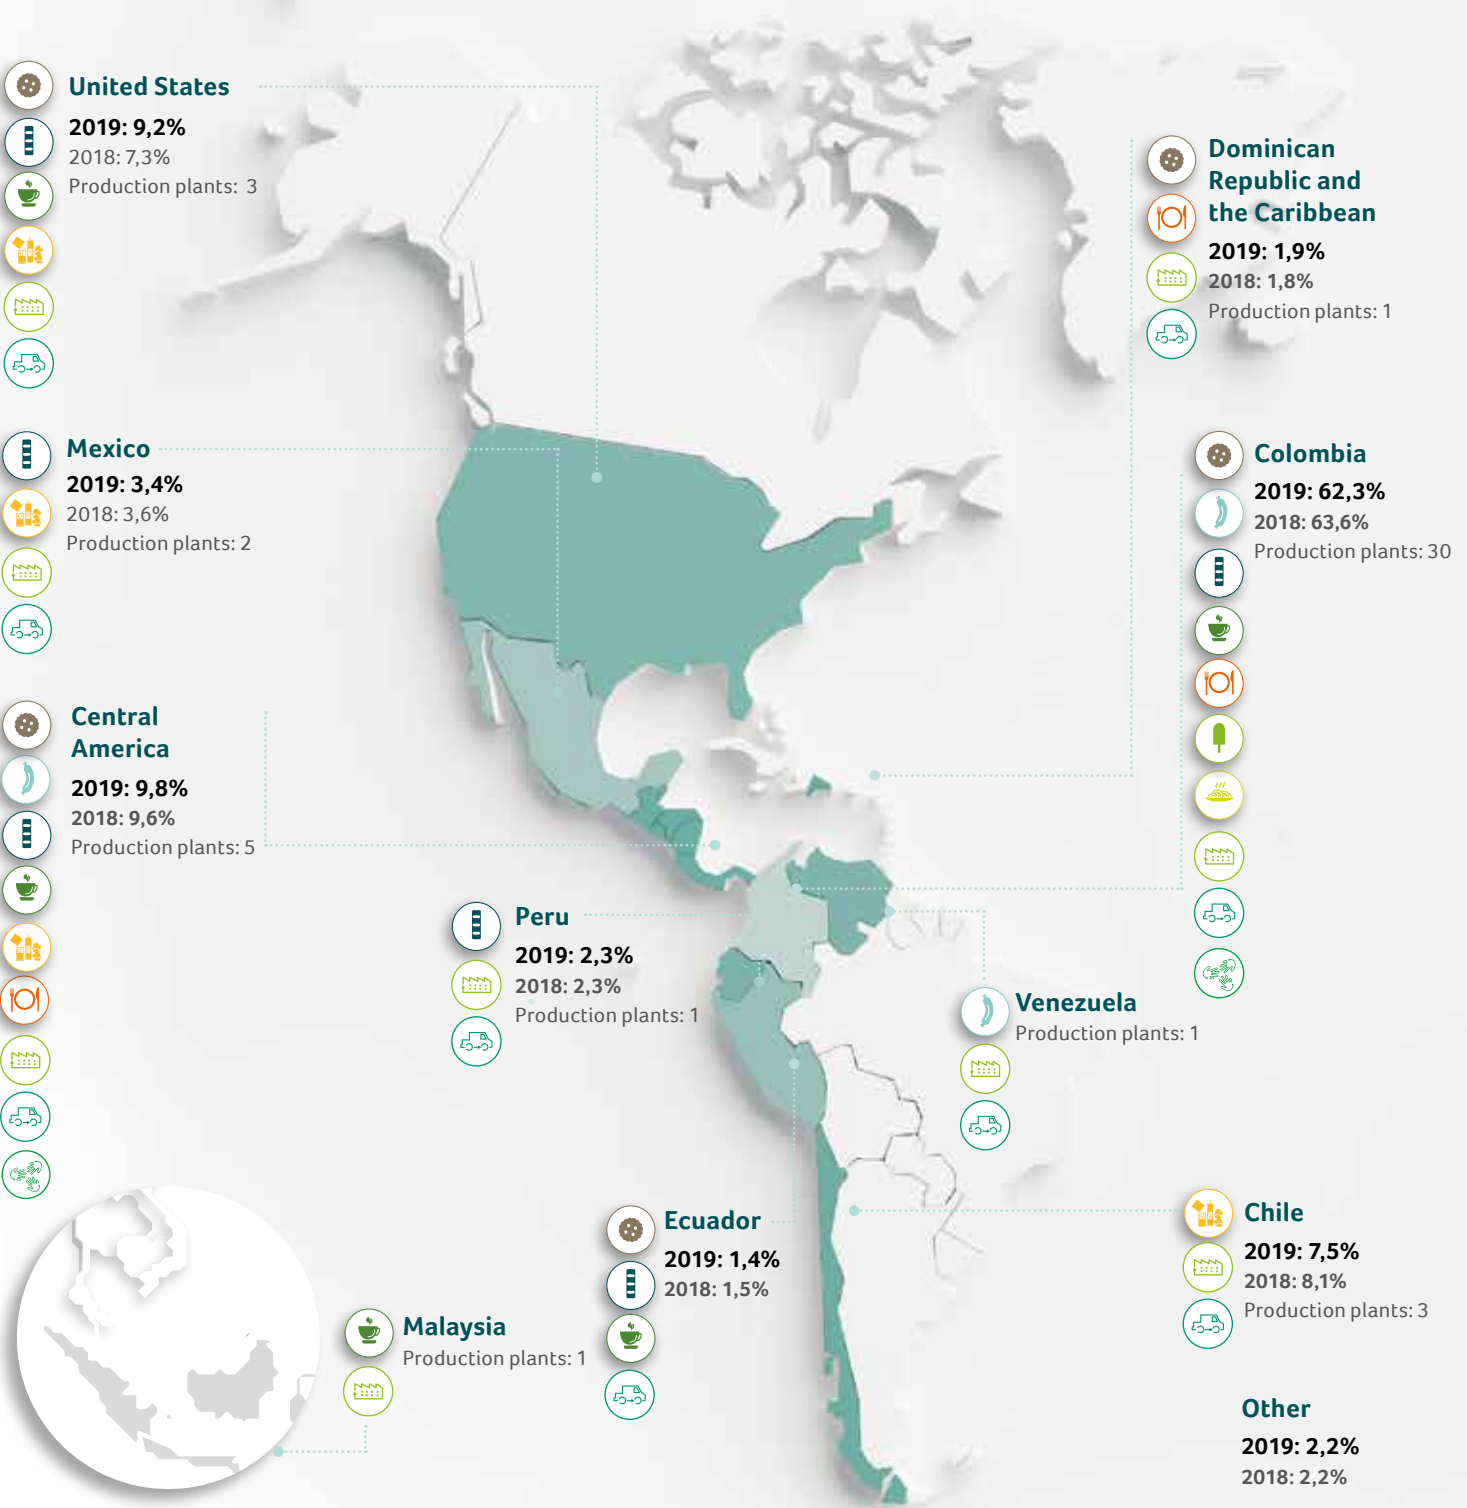 United States
2019: 9,2%
2018: 7,3%
Production plants: 3
Mexico
2019: 3,4%
2018: 3,6%
Production plants: 2
Central
America
2019: 9,8%
2018: 9,6%
Production plants: 5
Dominican
Republic and
the Caribbean
2019: 1,9%
2018: 1,8%
Production plants: 1
Colombia
2019: 62,3%
2018: 63,6%
Production plants: 30
Peru
2019: 2,3%
2018: 2,3%
Production plants: 1
Venezuela
Production plants: 1
Ecuador
2019: 1,4%
2018: 1,5%
Malaysia
Production plants: 1
Chile
2019: 7,5%
2018: 8,1%
Production plants: 3
Other
2019: 2,2%
2018: 2,2%